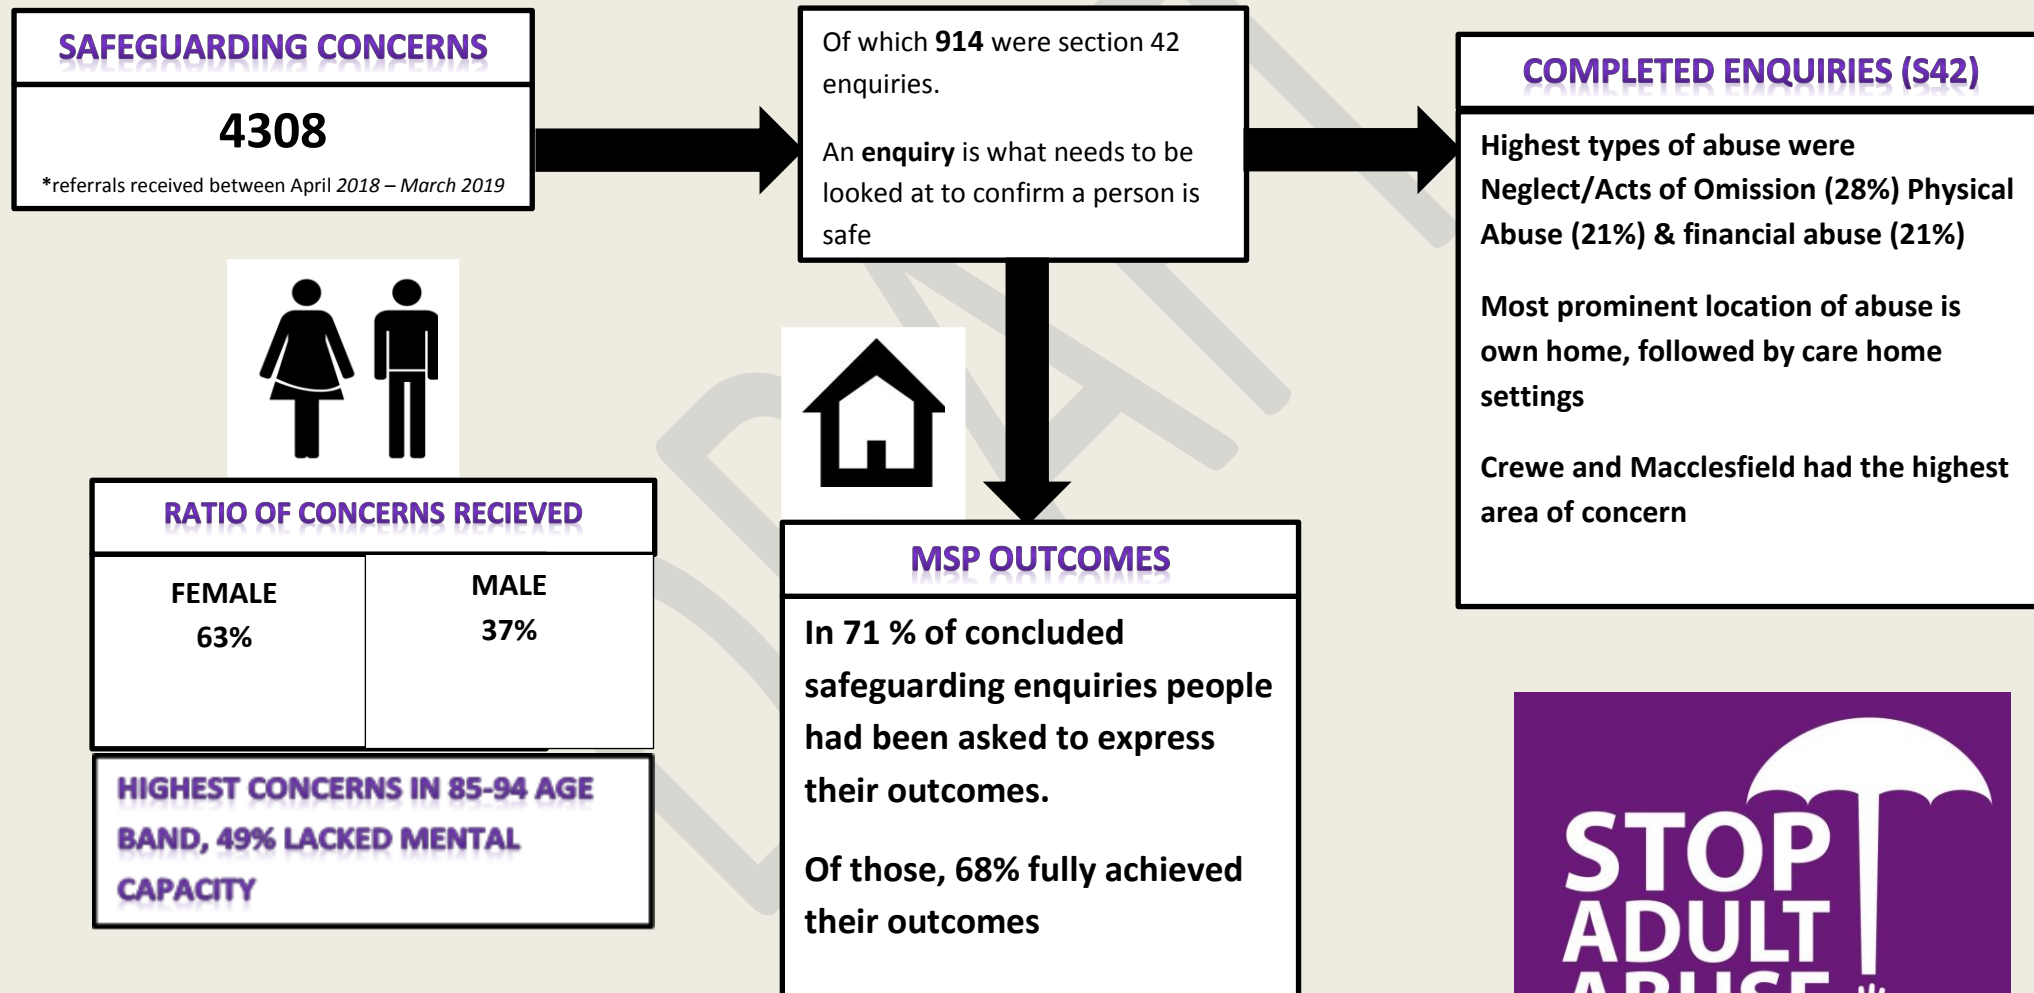 SAFEGUARDING CONCERNS
4308
*referrals received between April 2018 – March 2019
Of which 914 were section 42
enquiries.
An enquiry is what needs to be
looked at to confirm a person is
safe
COMPLETED ENQUIRIES (S42)
Highest types of abuse were
Neglect/Acts of Omission (28%) Physical
Abuse (21%) & financial abuse (21%)
Most prominent location of abuse is
own home, followed by care home
settings
Crewe and Macclesfield had the highest
area of concern
RATIO OF CONCERNS RECIEVED
FEMALE
63%
MALE
37%
HIGHEST CONCERNS IN 85-94 AGE
BAND, 49% LACKED MENTAL
CAPACITY
MSP OUTCOMES
In 71 % of concluded
safeguarding enquiries people
had been asked to express
their outcomes.
Of those, 68% fully achieved
their outcomes
STOP
ADULT
ABUSE
DRAFT